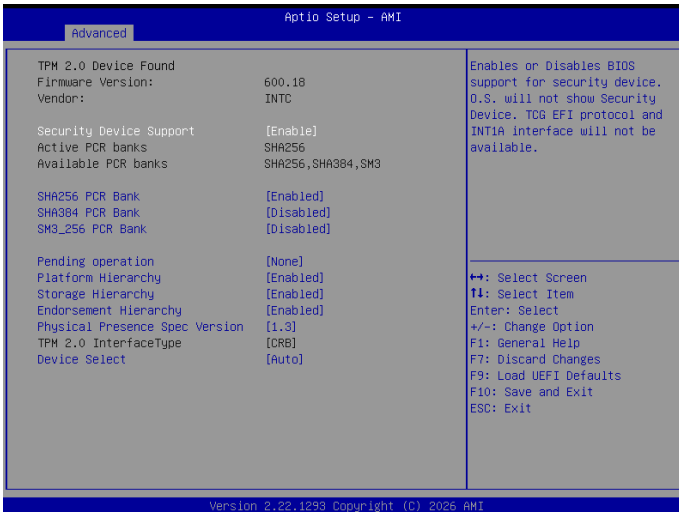 Aptio Setup – AMI
Advanced
TPM 2.0 Device Found
Firmware Version: 600.18
Vendor: INTC
Security Device Support [Enable]
Active PCR banks SHA256
Available PCR banks SHA256,SHA384,SM3
SHA256 PCR Bank [Enabled]
SHA384 PCR Bank [Disabled]
SM3_256 PCR Bank [Disabled]
Pending operation [None]
Platform Hierarchy [Enabled]
Storage Hierarchy [Enabled]
Endorsement Hierarchy [Enabled]
Physical Presence Spec Version [1.3]
TPM 2.0 InterfaceType [CRB]
Device Select [Auto]
Enables or Disables BIOS
support for security device.
O.S. will not show Security
Device. TCG EFI protocol and
INT1A interface will not be
available.
↔: Select Screen
↑↓: Select Item
Enter: Select
+/-: Change Option
F1: General Help
F7: Discard Changes
F9: Load UEFI Defaults
F10: Save and Exit
ESC: Exit
Version 2.22.1293 Copyright (C) 2026 AMI